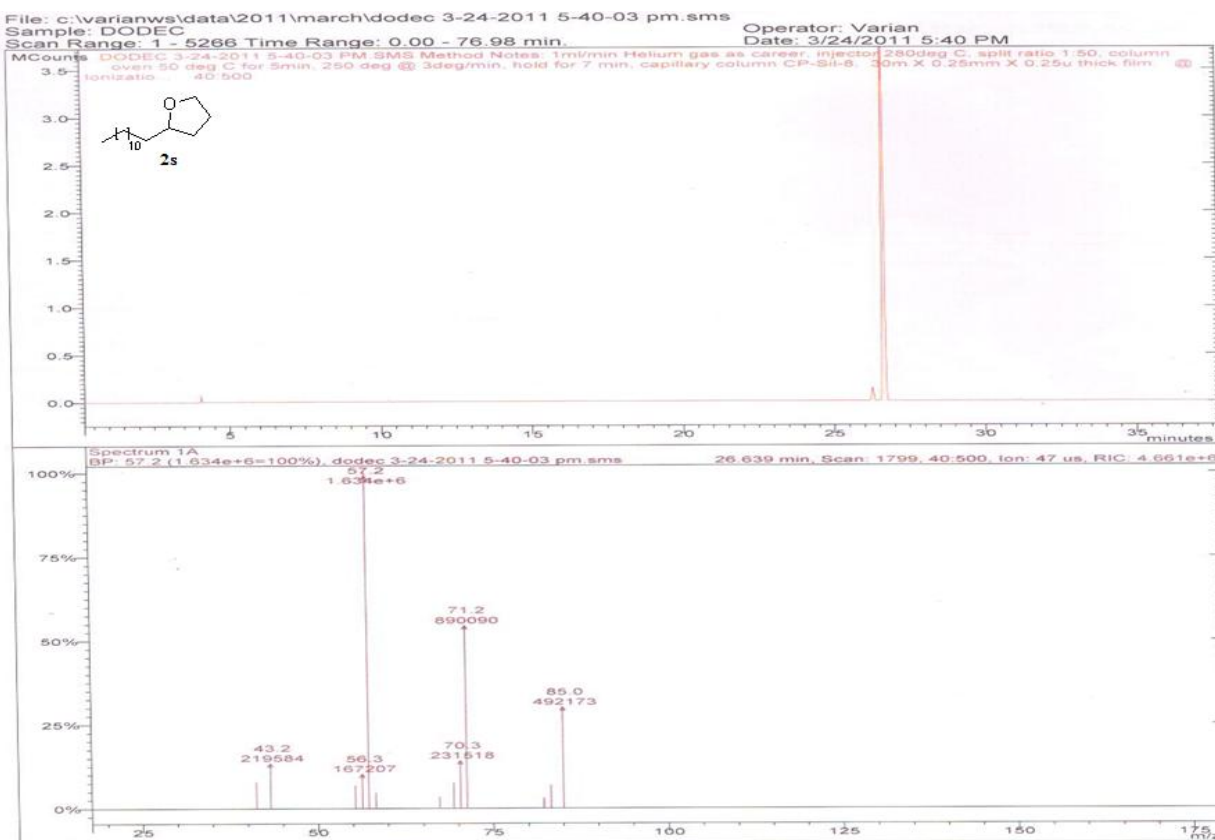 File: c:\varianws\data\2011\march\dodec 3-24-2011 5-40-03 pm.sms
Sample: DODEC
Operator: Varian
Scan Range: 1 - 5266 Time Range: 0.00 - 76.98 min.
Date: 3/24/2011 5:40 PM
MCounts
DODEC 3-24-2011 5-40-03 PM.SMS Method Notes: 1ml/min Helium gas as career, injector 280deg C, split ratio 1:50, column
oven 50 deg C for 5min, 250 deg @ 3deg/min, hold for 7 min, capillary column CP-Sil-8, 30m X 0.25mm X 0.25u thick film @
Ionizatio... 40:500
3.5
O
10
2s
3.0
2.5
2.0
1.5
1.0
0.5
0.0
5 10 15 20 25 30 35
minutes
Spectrum 1A
BP: 57.2 (1.634e+6=100%), dodec 3-24-2011 5-40-03 pm.sms
26.639 min, Scan: 1799, 40:500, Ion: 47 us, RIC: 4.661e+6
100%
57.2
1.634e+6
75%
71.2
890090
50%
85.0
492173
25%
43.2
219584
56.3
167207
70.3
231518
0%
25 50 75 100 125 150 175